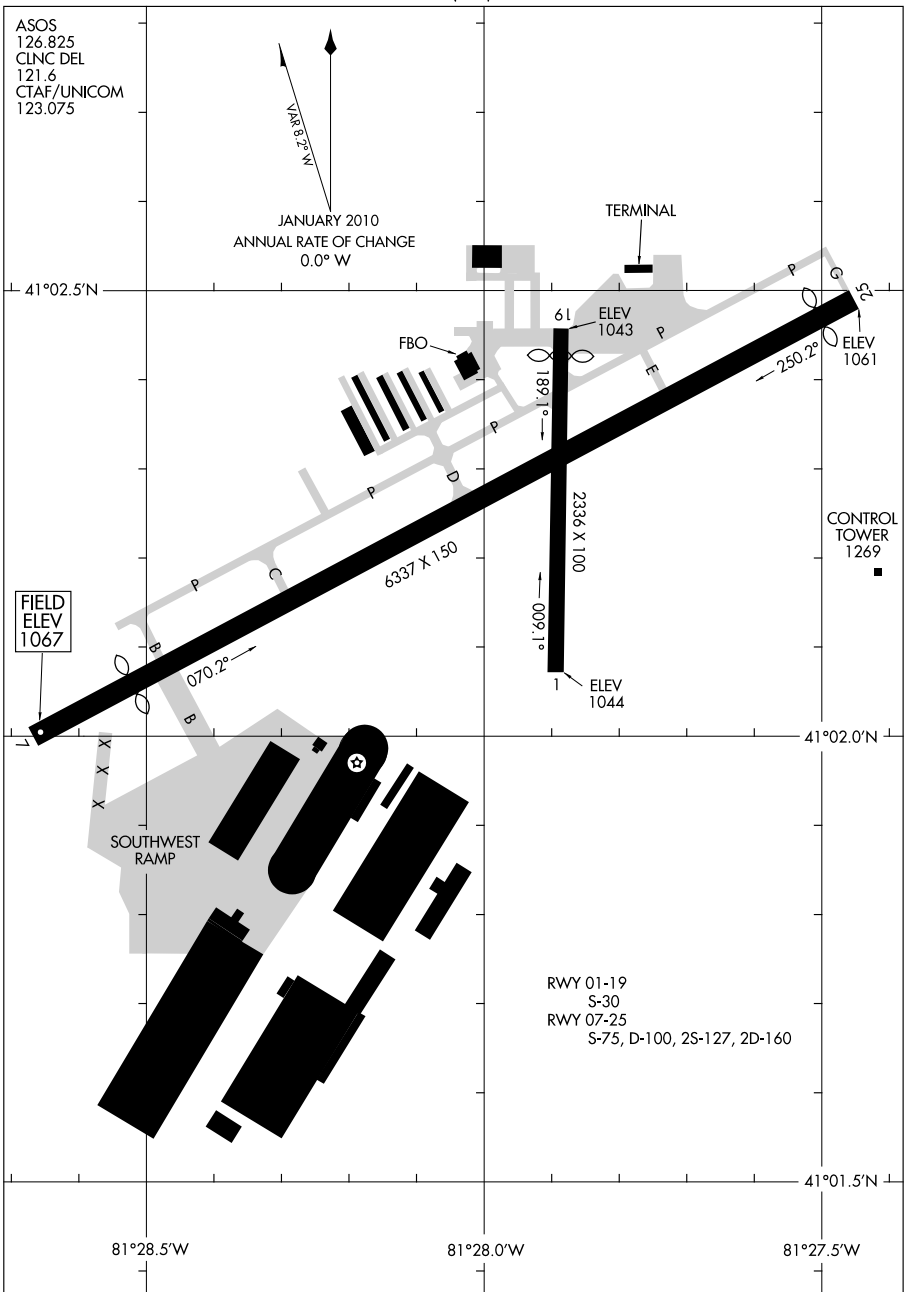 ASOS
126.825
CLNC DEL
121.6
CTAF/UNICOM
123.075
VAR 8.2° W
JANUARY 2010
ANNUAL RATE OF CHANGE
0.0° W
TERMINAL
41°02.5'N
FBO
19
ELEV
1043
P
G
25
ELEV
1061
250.2°
P
E
189.1°
P
D
P
2336 X 100
CONTROL
TOWER
1269
6337 X 150
C
P
009.1°
FIELD
ELEV
1067
B
070.2°
B
1
ELEV
1044
7
41°02.0'N
X
X
X
SOUTHWEST
RAMP
RWY 01-19
S-30
RWY 07-25
S-75, D-100, 2S-127, 2D-160
41°01.5'N
81°28.5'W
81°28.0'W
81°27.5'W